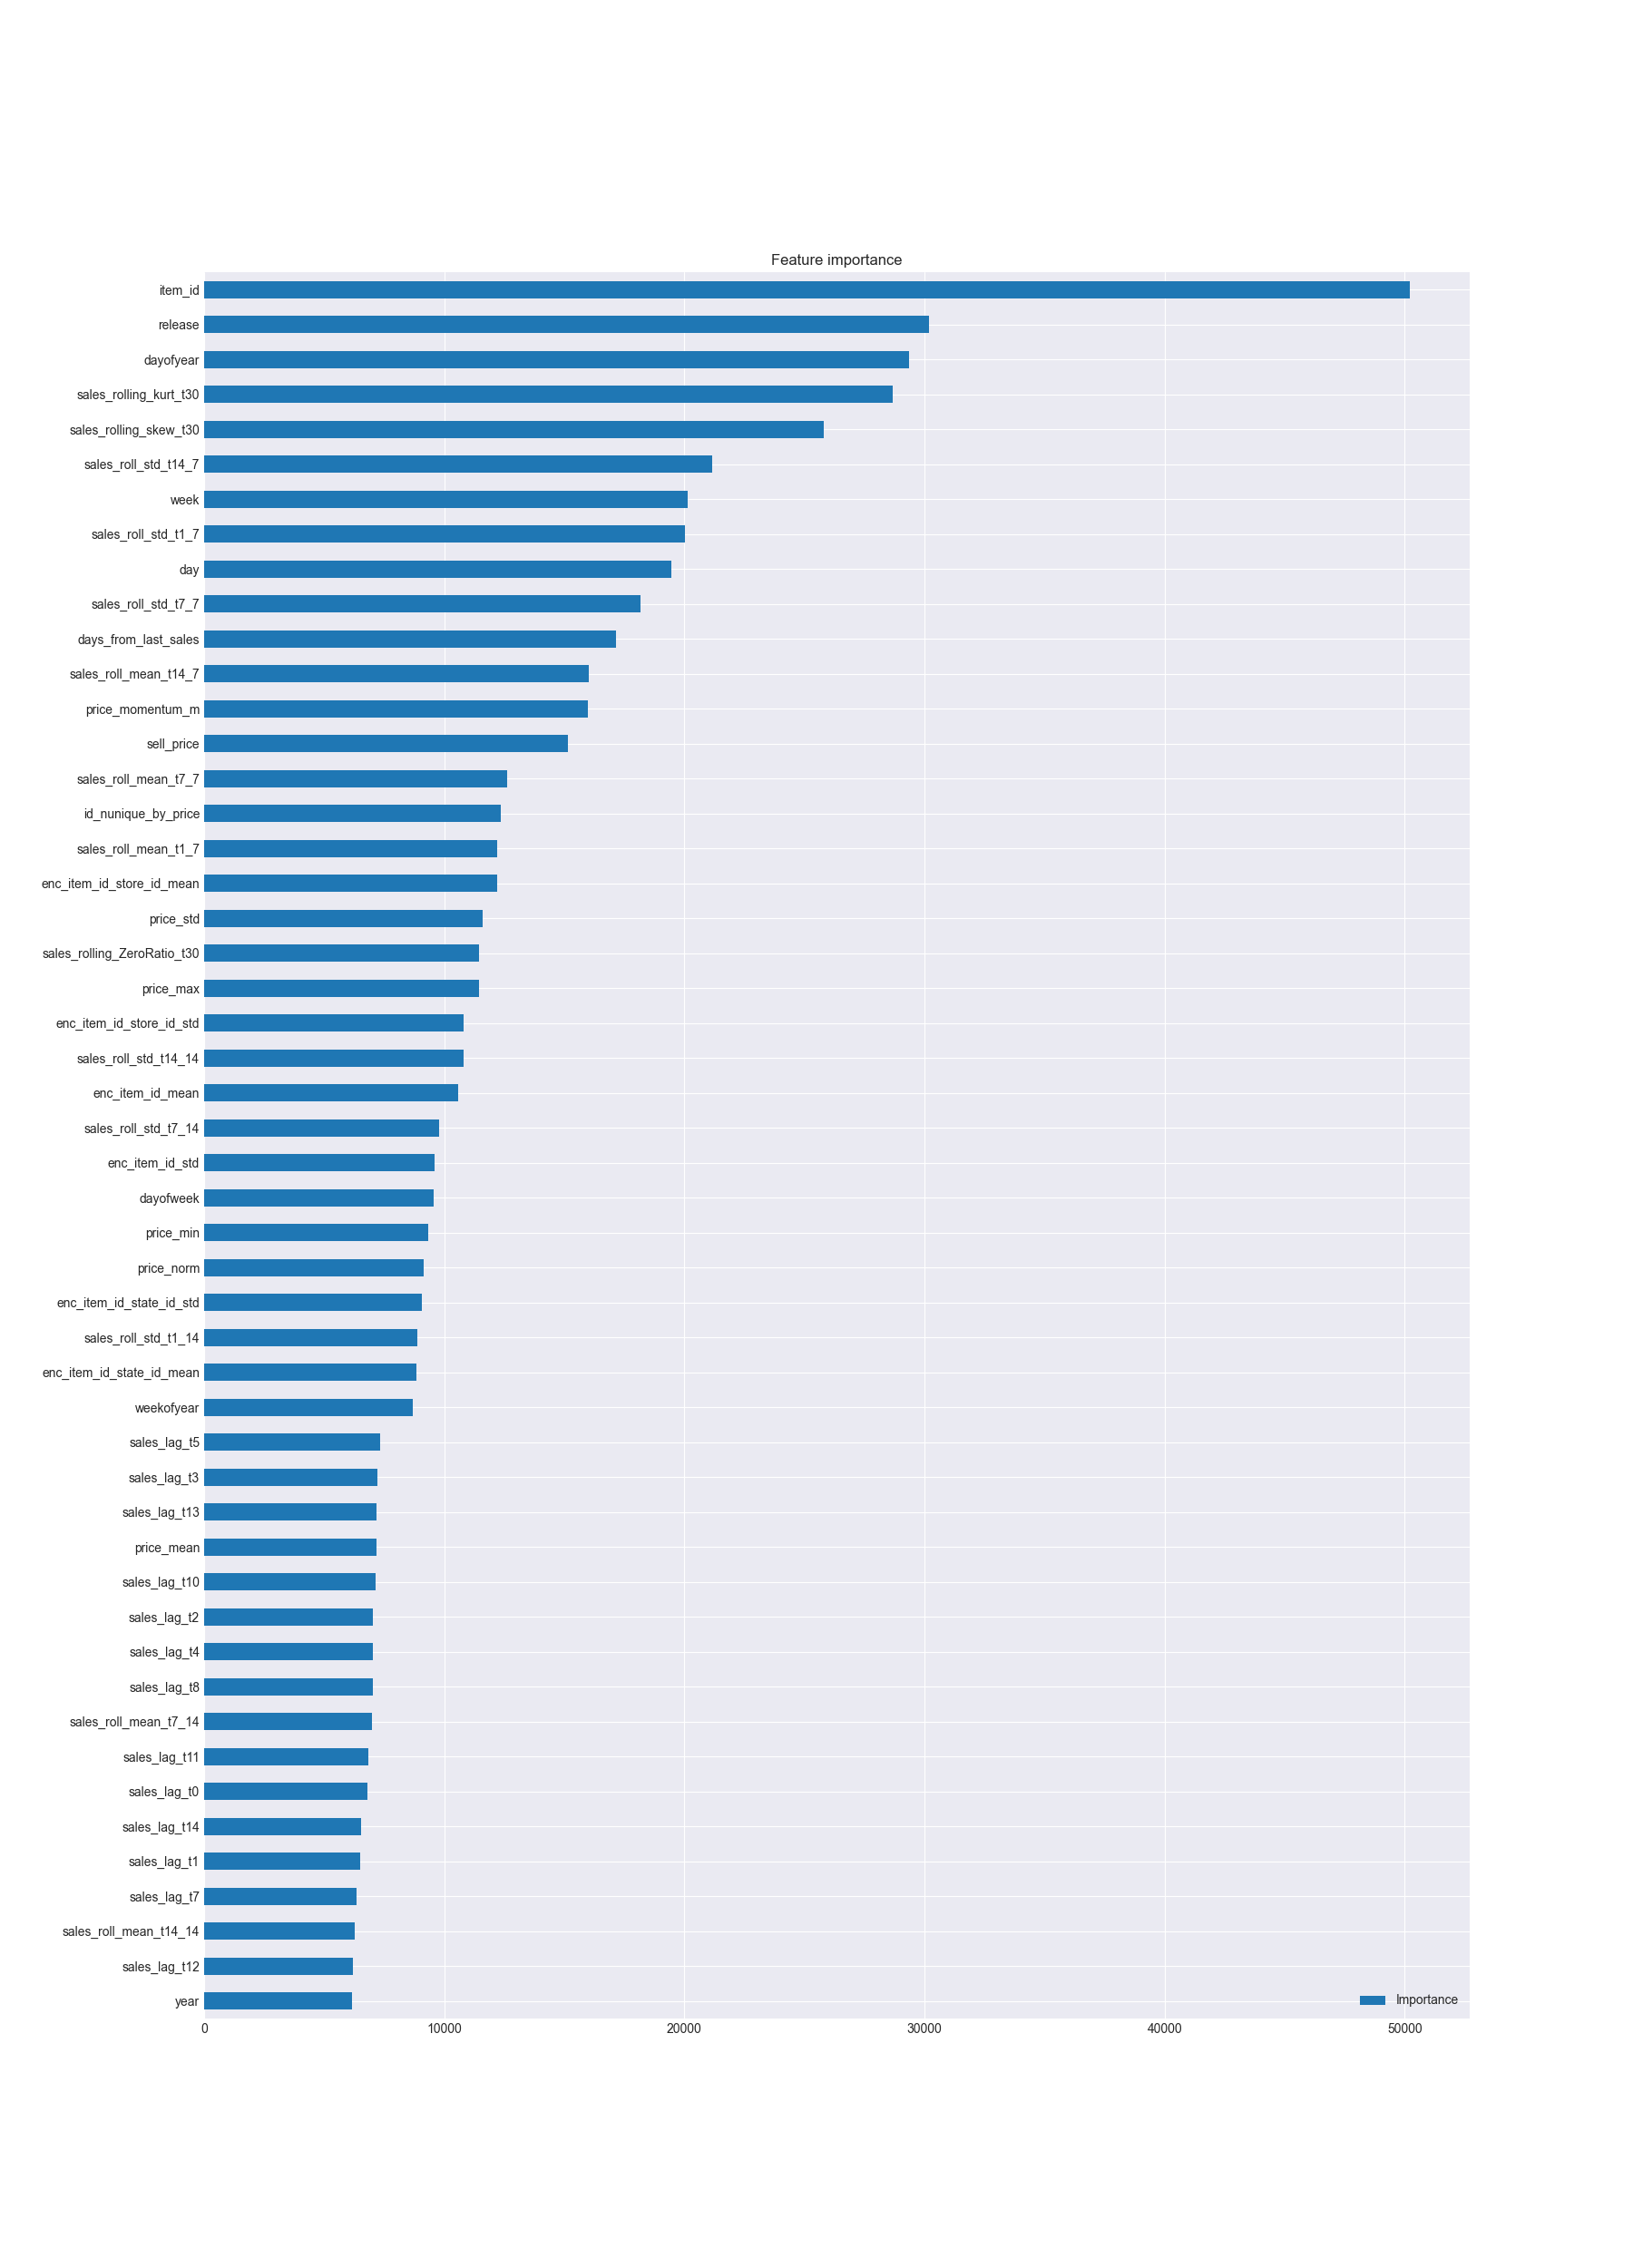 Feature importance
item_id
release
dayofyear
sales_rolling_kurt_t30
sales_rolling_skew_t30
sales_roll_std_t14_7
week
sales_roll_std_t1_7
day
sales_roll_std_t7_7
days_from_last_sales
sales_roll_mean_t14_7
price_momentum_m
sell_price
sales_roll_mean_t7_7
id_nunique_by_price
sales_roll_mean_t1_7
enc_item_id_store_id_mean
price_std
sales_rolling_ZeroRatio_t30
price_max
enc_item_id_store_id_std
sales_roll_std_t14_14
enc_item_id_mean
sales_roll_std_t7_14
enc_item_id_std
dayofweek
price_min
price_norm
enc_item_id_state_id_std
sales_roll_std_t1_14
enc_item_id_state_id_mean
weekofyear
sales_lag_t5
sales_lag_t3
sales_lag_t13
price_mean
sales_lag_t10
sales_lag_t2
sales_lag_t4
sales_lag_t8
sales_roll_mean_t7_14
sales_lag_t11
sales_lag_t0
sales_lag_t14
sales_lag_t1
sales_lag_t7
sales_roll_mean_t14_14
sales_lag_t12
year
Importance
0 10000 20000 30000 40000 50000